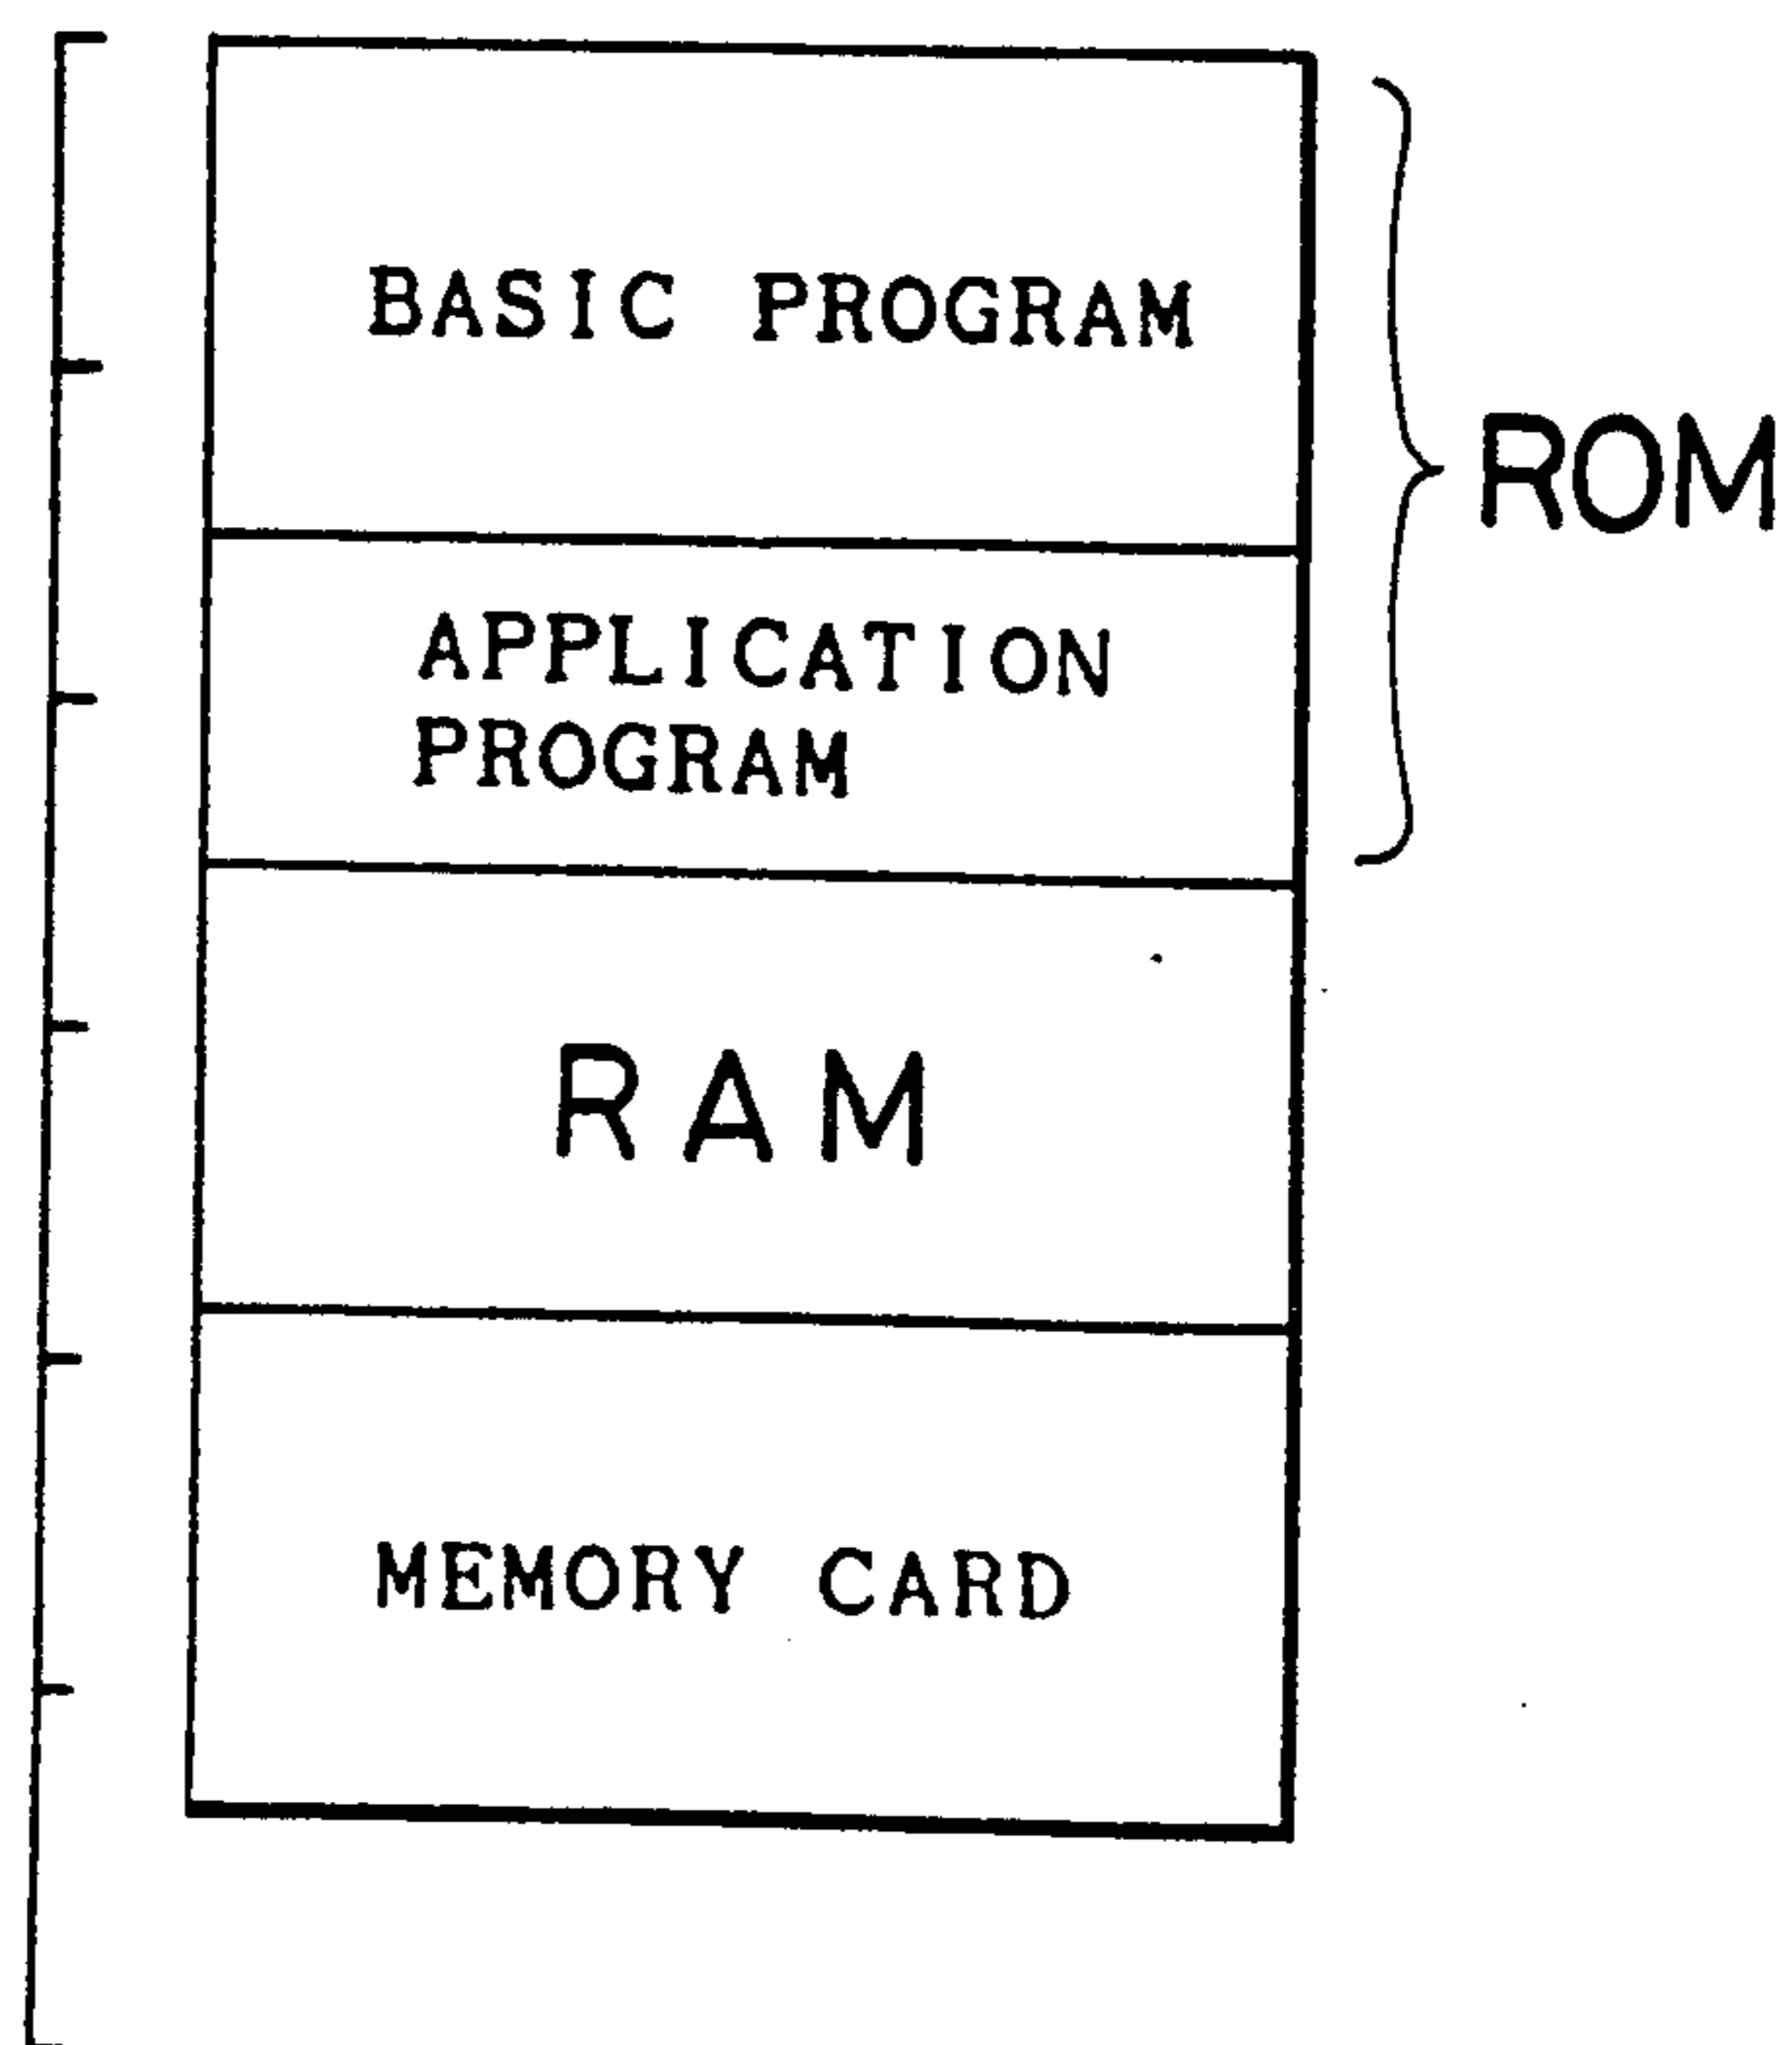 BASIC PROGRAM
ROM
APPLICATION
PROGRAM
RAM
MEMORY CARD